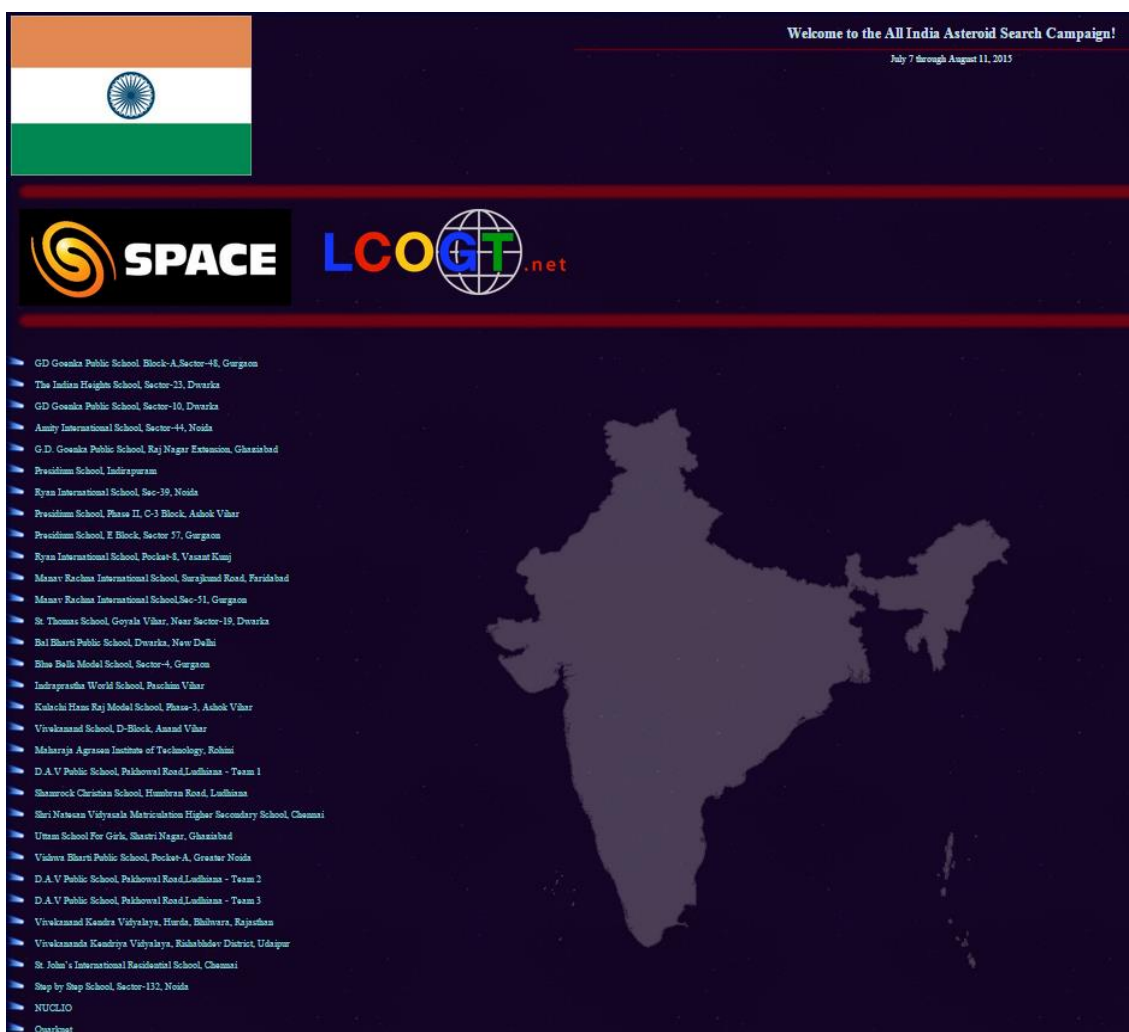 Welcome to the All India Asteroid Search Campaign!
July 7 through August 11, 2015
SPACE
LCOGT.net
GD Goenka Public School. Block-A,Sector-48, Gurgaon
The Indian Heights School, Sector-23, Dwarka
GD Goenka Public School, Sector-10, Dwarka
Amity International School, Sector-44, Noida
G.D. Goenka Public School, Raj Nagar Extension, Ghaziabad
Presidium School, Indirapuram
Ryan International School, Sec-39, Noida
Presidium School, Phase II, C-3 Block, Ashok Vihar
Presidium School, E Block, Sector 57, Gurgaon
Ryan International School, Pocket-8, Vasant Kunj
Manav Rachna International School, Surajkund Road, Faridabad
Manav Rachna International School,Sec-51, Gurgaon
St. Thomas School, Goyala Vihar, Near Sector-19, Dwarka
Bal Bharti Public School, Dwarka, New Delhi
Blue Bells Model School, Sector-4, Gurgaon
Indraprastha World School, Paschim Vihar
Kulachi Hans Raj Model School, Phase-3, Ashok Vihar
Vivekanand School, D-Block, Anand Vihar
Maharaja Agrasen Institute of Technology, Rohini
D.A.V Public School, Pakhowal Road,Ludhiana - Team 1
Shamrock Christian School, Humbran Road, Ludhiana
Shri Natesan Vidyasala Matriculation Higher Secondary School, Chennai
Uttam School For Girls, Shastri Nagar, Ghaziabad
Vishwa Bharti Public School, Pocket-A, Greater Noida
D.A.V Public School, Pakhowal Road,Ludhiana - Team 2
D.A.V Public School, Pakhowal Road,Ludhiana - Team 3
Vivekanand Kendra Vidyalaya, Hurda, Bhilwara, Rajasthan
Vivekananda Kendriya Vidyalaya, Rishabhdev District, Udaipur
St. John's International Residential School, Chennai
Step by Step School, Sector-132, Noida
NUCLIO
Quarknet